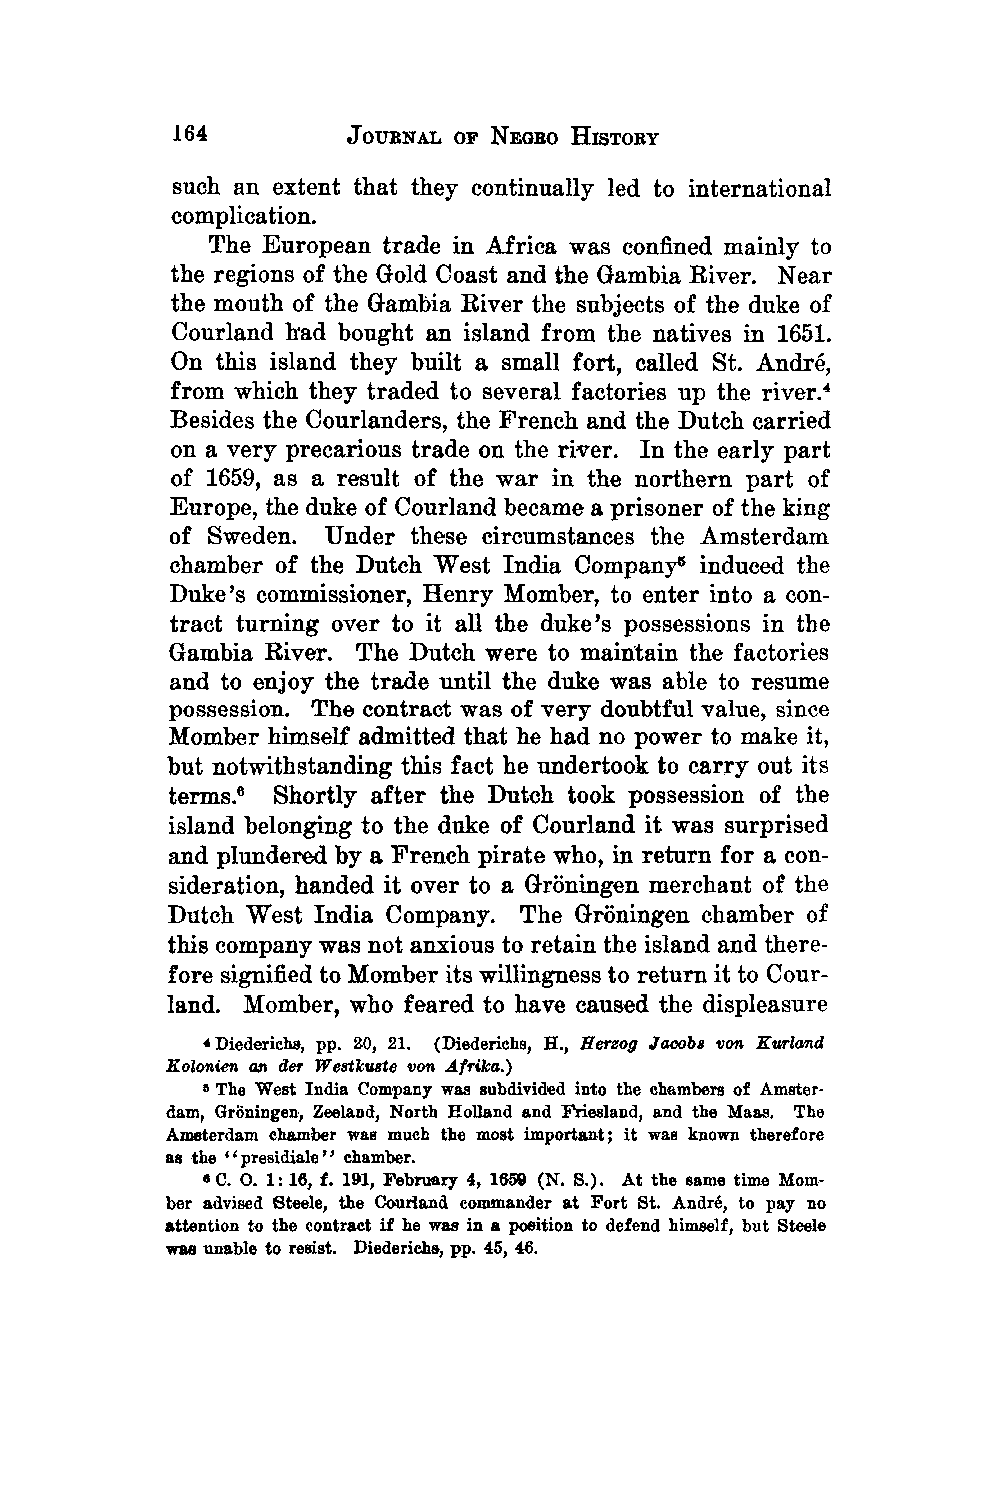 164 JOURNAL OF NEGRO HISTORY
such an extent that they continually led to international
complication.
The European trade in Africa was confined mainly to
the regions of the Gold Coast and the Gambia River. Near
the mouth of the Gambia River the subjects of the duke of
Courland had bought an island from the natives in 1651.
On this island they built a small fort, called St. André,
from which they traded to several factories up the river.⁴
Besides the Courlanders, the French and the Dutch carried
on a very precarious trade on the river. In the early part
of 1659, as a result of the war in the northern part of
Europe, the duke of Courland became a prisoner of the king
of Sweden. Under these circumstances the Amsterdam
chamber of the Dutch West India Company⁵ induced the
Duke's commissioner, Henry Momber, to enter into a con-
tract turning over to it all the duke's possessions in the
Gambia River. The Dutch were to maintain the factories
and to enjoy the trade until the duke was able to resume
possession. The contract was of very doubtful value, since
Momber himself admitted that he had no power to make it,
but notwithstanding this fact he undertook to carry out its
terms.⁶ Shortly after the Dutch took possession of the
island belonging to the duke of Courland it was surprised
and plundered by a French pirate who, in return for a con-
sideration, handed it over to a Gröningen merchant of the
Dutch West India Company. The Gröningen chamber of
this company was not anxious to retain the island and there-
fore signified to Momber its willingness to return it to Cour-
land. Momber, who feared to have caused the displeasure
⁴ Diederichs, pp. 20, 21. (Diederichs, H., Herzog Jacobs von Kurland
Kolonien an der Westkuste von Afrika.)
⁵ The West India Company was subdivided into the chambers of Amster-
dam, Gröningen, Zeeland, North Holland and Friesland, and the Maas. The
Amsterdam chamber was much the most important; it was known therefore
as the "presidiale" chamber.
⁶ C. O. 1: 16, f. 191, February 4, 1659 (N. S.). At the same time Mom-
ber advised Steele, the Courland commander at Fort St. André, to pay no
attention to the contract if he was in a position to defend himself, but Steele
was unable to resist. Diederichs, pp. 45, 46.